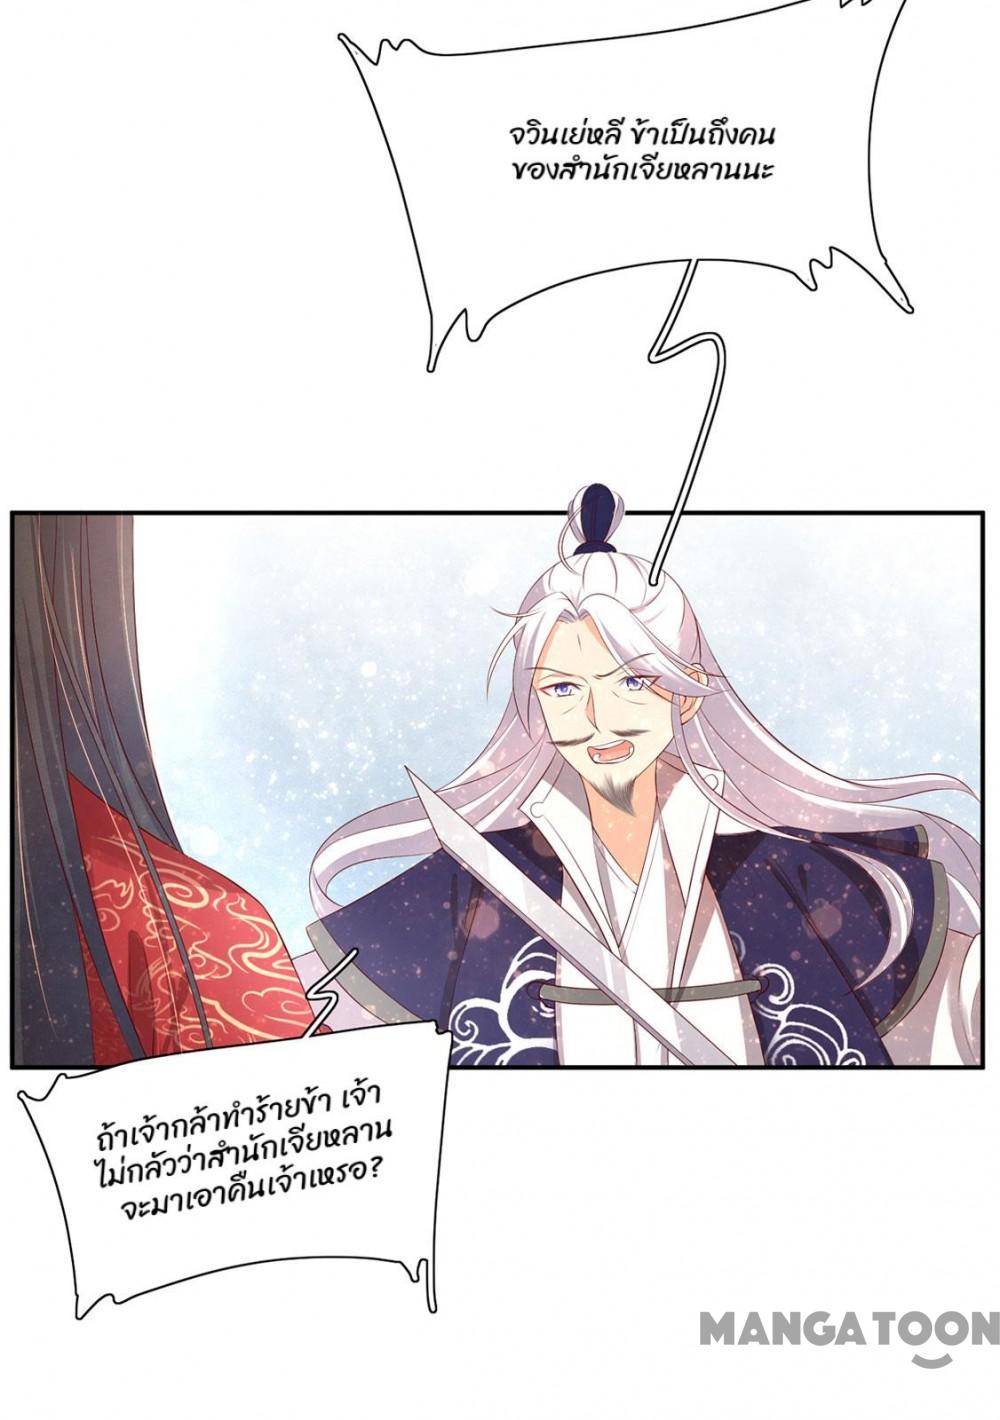 จวินเย่หลี ข้าเป็นถึงคน
ของสำนักเจียหลานนะ
ถ้าเจ้ากล้าทำร้ายข้า เจ้า
ไม่กลัวว่าสำนักเจียหลาน
จะมาเอาคืนเจ้าเหรอ?
MANGATOON